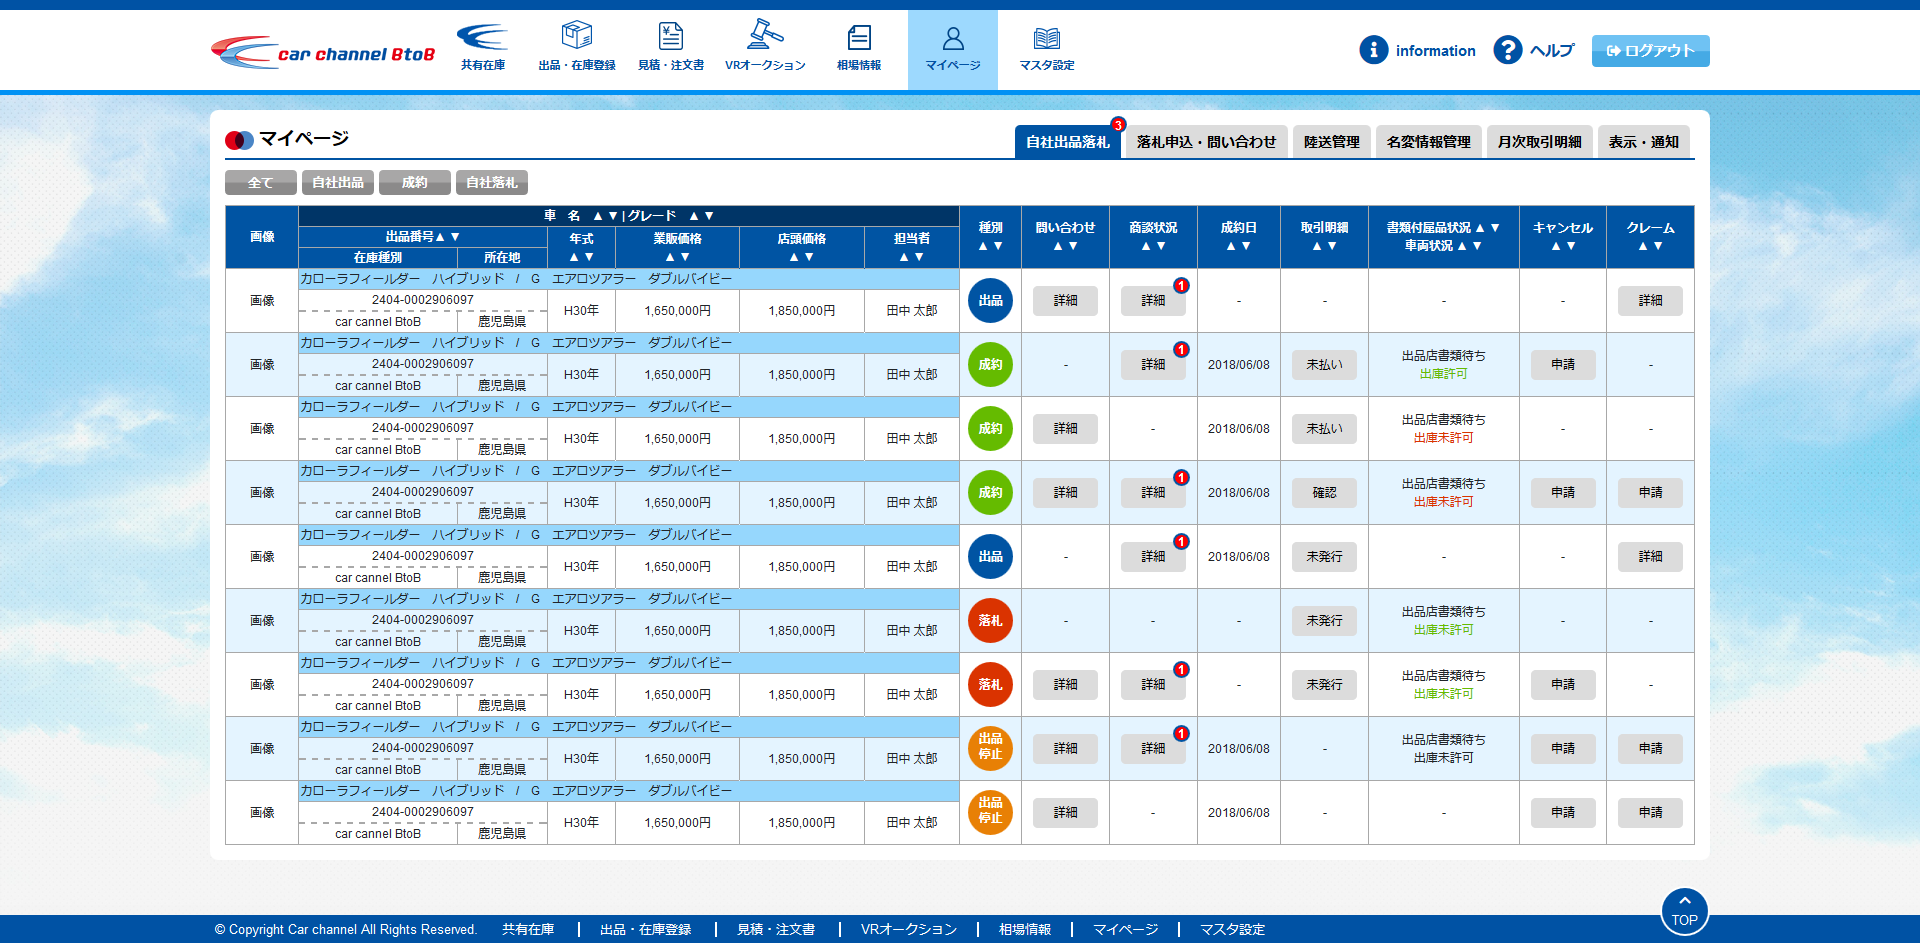 car channel BtoB
共有在庫
出品・在庫登録
見積・注文書
VRオークション
相場情報
マイページ
マスタ設定
information
ヘルプ
ログアウト
マイページ
自社出品落札 3
落札申込・問い合わせ
陸送管理
名変情報管理
月次取引明細
表示・通知
全て
自社出品
成約
自社落札
画像
車 名 ▲ ▼ | グレード ▲ ▼
出品番号▲ ▼
在庫種別
所在地
年式 ▲ ▼
業販価格 ▲ ▼
店頭価格 ▲ ▼
担当者 ▲ ▼
種別 ▲ ▼
問い合わせ ▲ ▼
商談状況 ▲ ▼
成約日 ▲ ▼
取引明細 ▲ ▼
書類付属品状況 ▲ ▼
車両状況 ▲ ▼
キャンセル ▲ ▼
クレーム ▲ ▼
カローラフィールダー ハイブリッド / G エアロツアラー ダブルバイビー
画像 2404-0002906097 H30年 1,650,000円 1,850,000円 田中 太郎 出品 詳細 詳細 1 - - - - 詳細
car cannel BtoB 鹿児島県
カローラフィールダー ハイブリッド / G エアロツアラー ダブルバイビー
画像 2404-0002906097 H30年 1,650,000円 1,850,000円 田中 太郎 成約 - 詳細 1 2018/06/08 未払い 出品店書類待ち 出庫許可 申請 -
car cannel BtoB 鹿児島県
カローラフィールダー ハイブリッド / G エアロツアラー ダブルバイビー
画像 2404-0002906097 H30年 1,650,000円 1,850,000円 田中 太郎 成約 詳細 - 2018/06/08 未払い 出品店書類待ち 出庫未許可 - -
car cannel BtoB 鹿児島県
カローラフィールダー ハイブリッド / G エアロツアラー ダブルバイビー
画像 2404-0002906097 H30年 1,650,000円 1,850,000円 田中 太郎 成約 詳細 詳細 1 2018/06/08 確認 出品店書類待ち 出庫未許可 申請 申請
car cannel BtoB 鹿児島県
カローラフィールダー ハイブリッド / G エアロツアラー ダブルバイビー
画像 2404-0002906097 H30年 1,650,000円 1,850,000円 田中 太郎 出品 - 詳細 1 2018/06/08 未発行 - - 詳細
car cannel BtoB 鹿児島県
カローラフィールダー ハイブリッド / G エアロツアラー ダブルバイビー
画像 2404-0002906097 H30年 1,650,000円 1,850,000円 田中 太郎 落札 - - - 未発行 出品店書類待ち 出庫未許可 - -
car cannel BtoB 鹿児島県
カローラフィールダー ハイブリッド / G エアロツアラー ダブルバイビー
画像 2404-0002906097 H30年 1,650,000円 1,850,000円 田中 太郎 落札 詳細 詳細 1 - 未発行 出品店書類待ち 出庫未許可 申請 -
car cannel BtoB 鹿児島県
カローラフィールダー ハイブリッド / G エアロツアラー ダブルバイビー
画像 2404-0002906097 H30年 1,650,000円 1,850,000円 田中 太郎 出品停止 詳細 詳細 1 2018/06/08 - 出品店書類待ち 出庫未許可 申請 申請
car cannel BtoB 鹿児島県
カローラフィールダー ハイブリッド / G エアロツアラー ダブルバイビー
画像 2404-0002906097 H30年 1,650,000円 1,850,000円 田中 太郎 出品停止 詳細 - 2018/06/08 - - 申請 申請
car cannel BtoB 鹿児島県
TOP
© Copyright Car channel All Rights Reserved. 共有在庫 | 出品・在庫登録 | 見積・注文書 | VRオークション | 相場情報 | マイページ | マスタ設定